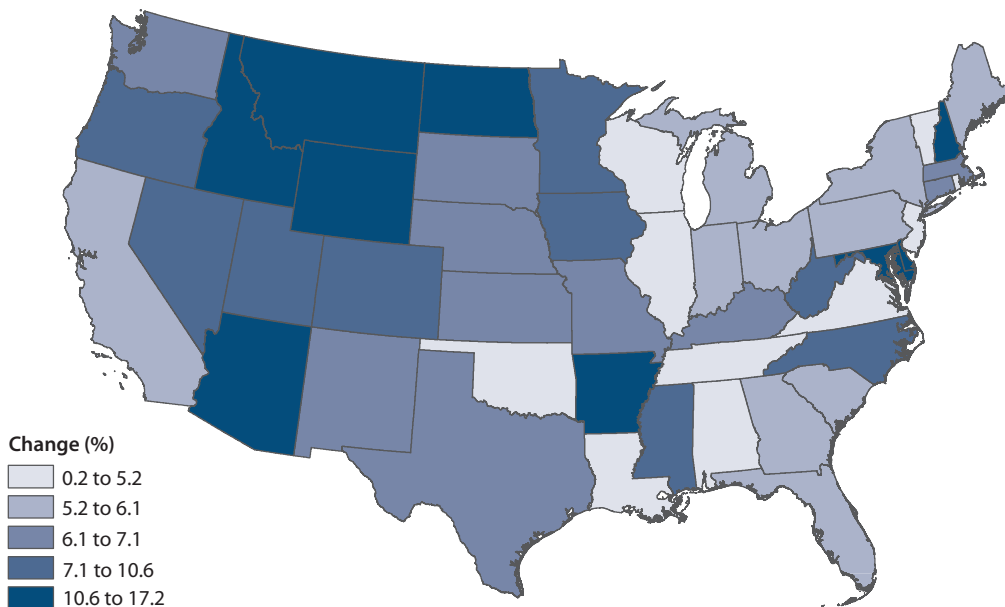 Change (%)
0.2 to 5.2
5.2 to 6.1
6.1 to 7.1
7.1 to 10.6
10.6 to 17.2